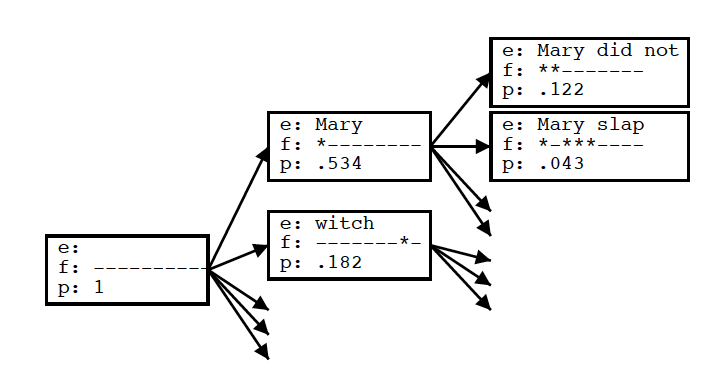 e: Mary did not
f: **-------
p: .122
e: Mary
f: *--------
p: .534
e: Mary slap
f: *-***----
p: .043
e: witch
f: -------*-
p: .182
e:
f: ----------
p: 1